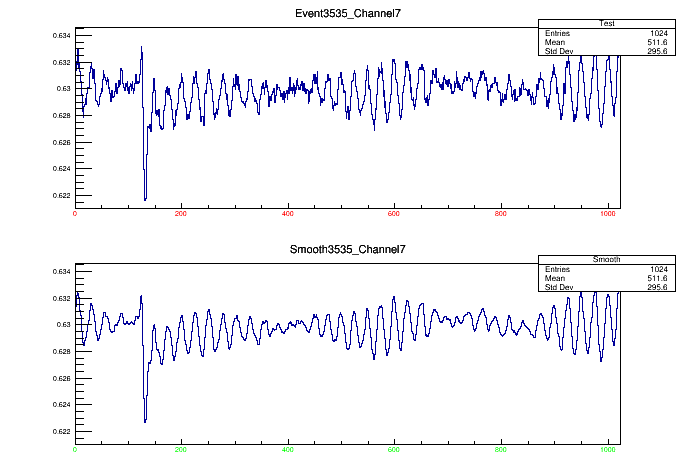 Event3535_Channel7
Test
Entries 1024
Mean 511.6
Std Dev 295.6
0.634
0.632
0.63
0.628
0.626
0.624
0.622
0 200 400 600 800 1000
Smooth3535_Channel7
Smooth
Entries 1024
Mean 511.6
Std Dev 295.6
0.634
0.632
0.63
0.628
0.626
0.624
0.622
0 200 400 600 800 1000